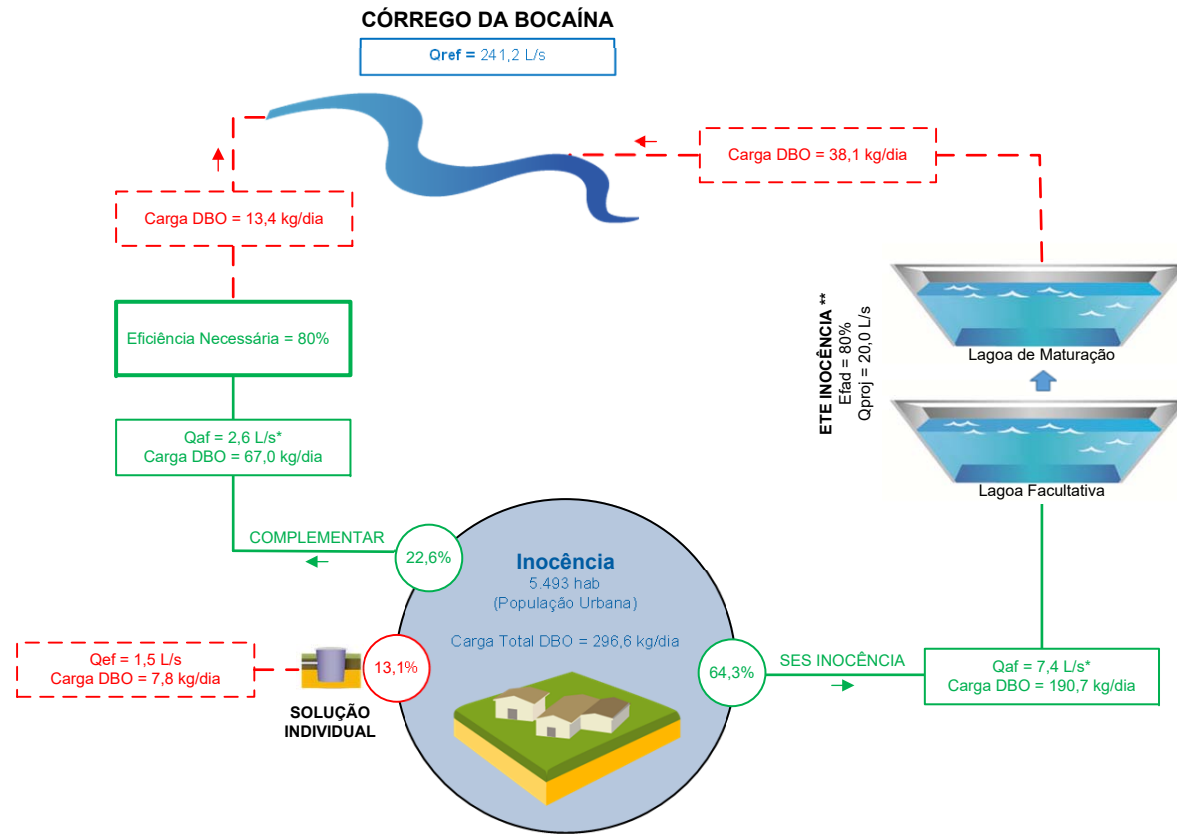 CÓRREGO DA BOCAÍNA
Qref = 241,2 L/s
Carga DBO = 38,1 kg/dia
Carga DBO = 13,4 kg/dia
Eficiência Necessária = 80%
ETE INOCÊNCIA **
Efad = 80%
Qproj = 20,0 L/s
Lagoa de Maturação
Lagoa Facultativa
Qaf = 2,6 L/s*
Carga DBO = 67,0 kg/dia
COMPLEMENTAR
22,6%
Inocência
5.493 hab
(População Urbana)
Carga Total DBO = 296,6 kg/dia
Qef = 1,5 L/s
Carga DBO = 7,8 kg/dia
13,1%
SOLUÇÃO
INDIVIDUAL
64,3%
SES INOCÊNCIA
Qaf = 7,4 L/s*
Carga DBO = 190,7 kg/dia